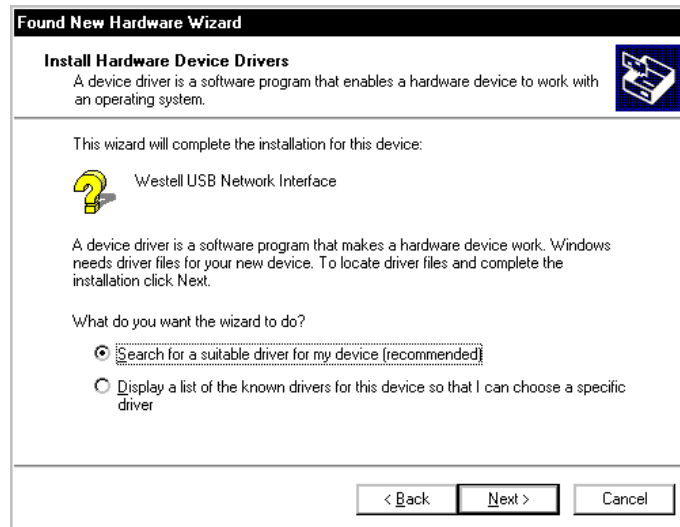 Found New Hardware Wizard
Install Hardware Device Drivers
A device driver is a software program that enables a hardware device to work with
an operating system.
This wizard will complete the installation for this device:
Westell USB Network Interface
A device driver is a software program that makes a hardware device work. Windows
needs driver files for your new device. To locate driver files and complete the
installation click Next.
What do you want the wizard to do?
Search for a suitable driver for my device (recommended)
Display a list of the known drivers for this device so that I can choose a specific
driver
< Back Next > Cancel